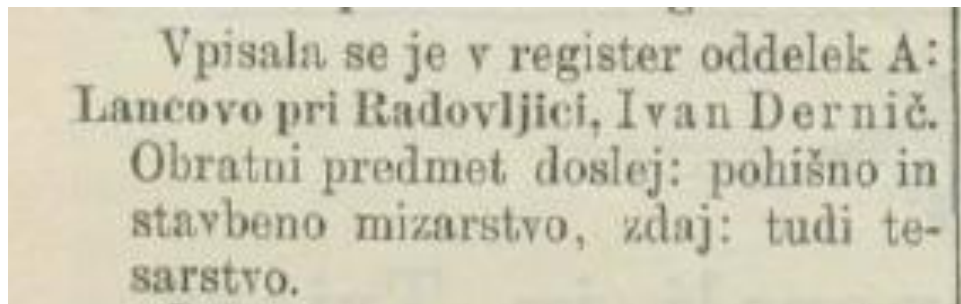 Vpisala se je v register oddelek A:
Lancovo pri Radovljici, Ivan Dernič.
Obratni predmet doslej: pohišno in
stavbeno mizarstvo, zdaj: tudi te-
sarstvo.